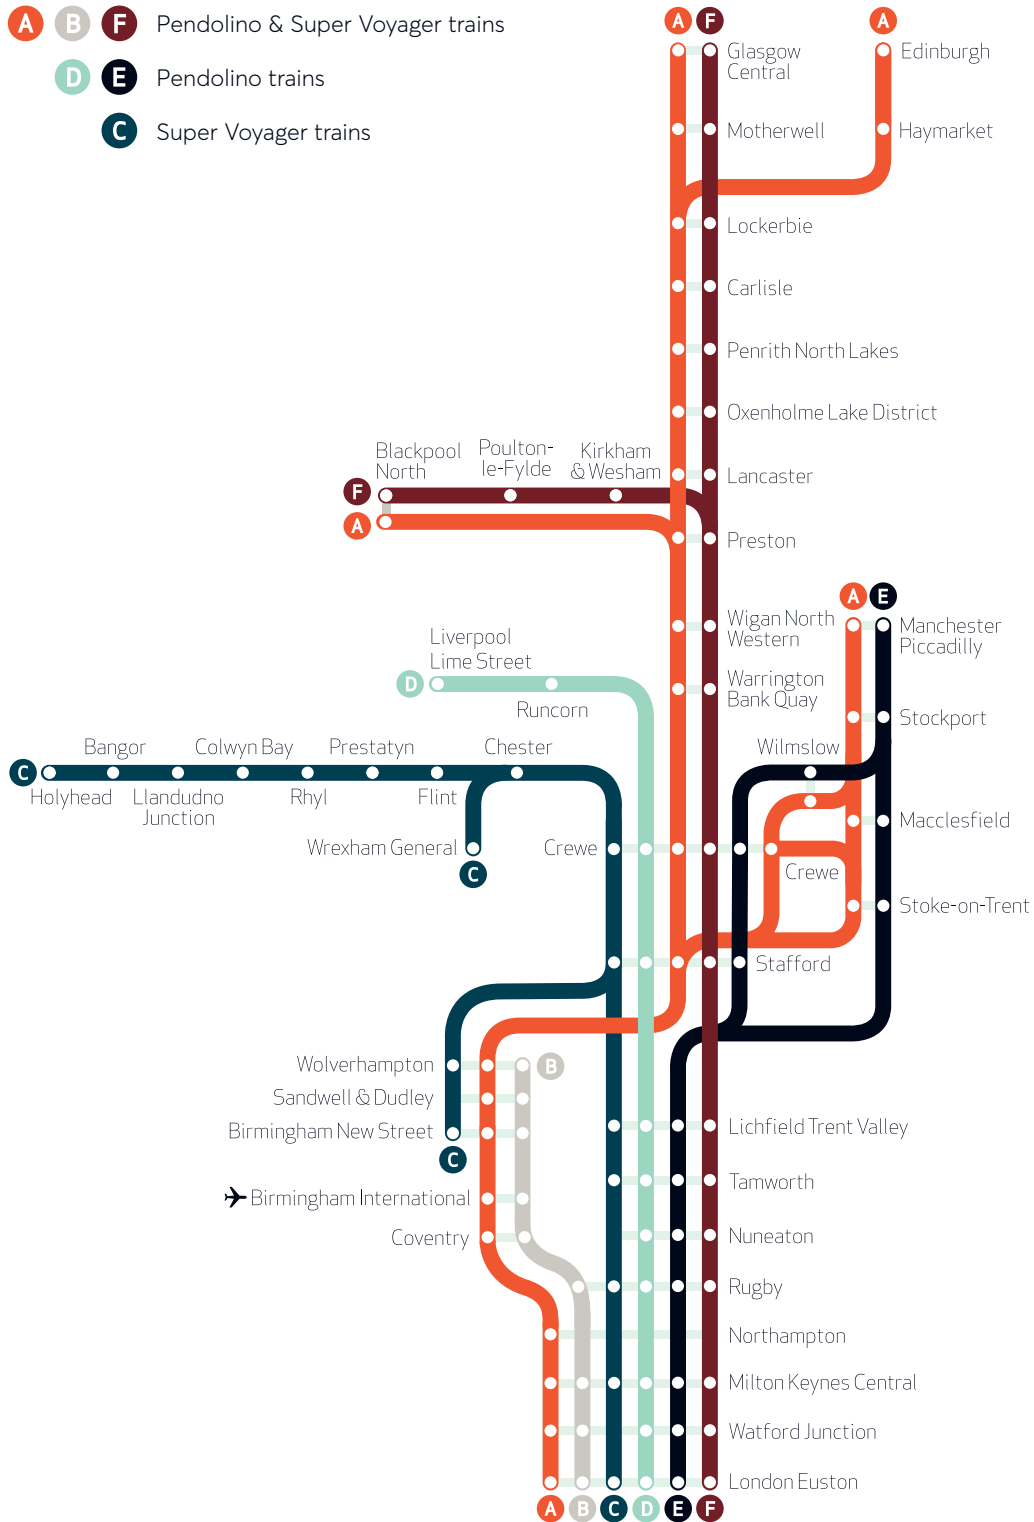 A B F Pendolino & Super Voyager trains
D E Pendolino trains
C Super Voyager trains
A F A
Glasgow
Central
Edinburgh
Motherwell
Haymarket
Lockerbie
Carlisle
Penrith North Lakes
Oxenholme Lake District
Blackpool
North
Poulton-
le-Fylde
Kirkham
& Wesham
Lancaster
F
A
Preston
A E
Wigan North
Western
Manchester
Piccadilly
Liverpool
Lime Street
D
Runcorn
Warrington
Bank Quay
Stockport
Bangor
Colwyn Bay
Prestatyn
Chester
Wilmslow
C
Holyhead
Llandudno
Junction
Rhyl
Flint
Macclesfield
Wrexham General
C
Crewe
Crewe
Stoke-on-Trent
Stafford
Wolverhampton
B
Sandwell & Dudley
Birmingham New Street
C
Lichfield Trent Valley
Tamworth
Birmingham International
Coventry
Nuneaton
Rugby
Northampton
Milton Keynes Central
Watford Junction
London Euston
A B C D E F